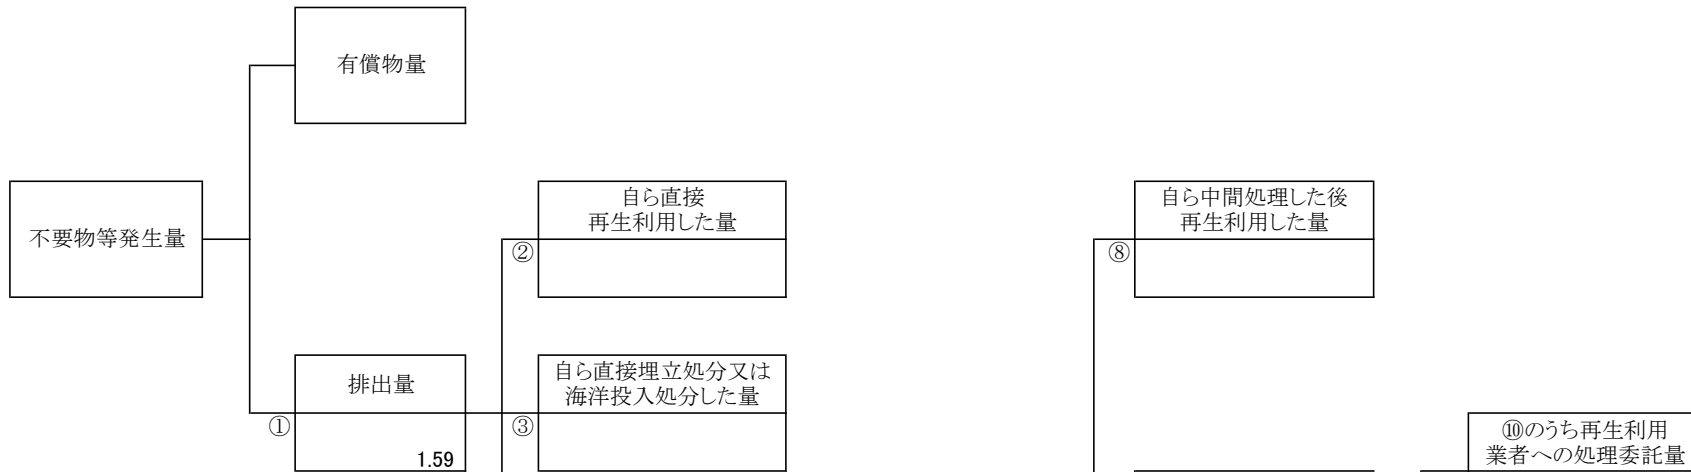 有償物量
不要物等発生量
自ら直接
再生利用した量
②
自ら中間処理した後
再生利用した量
⑧
排出量
①
1.59
自ら直接埋立処分又は
海洋投入処分した量
③
⑩のうち再生利用
業者への処理委託量